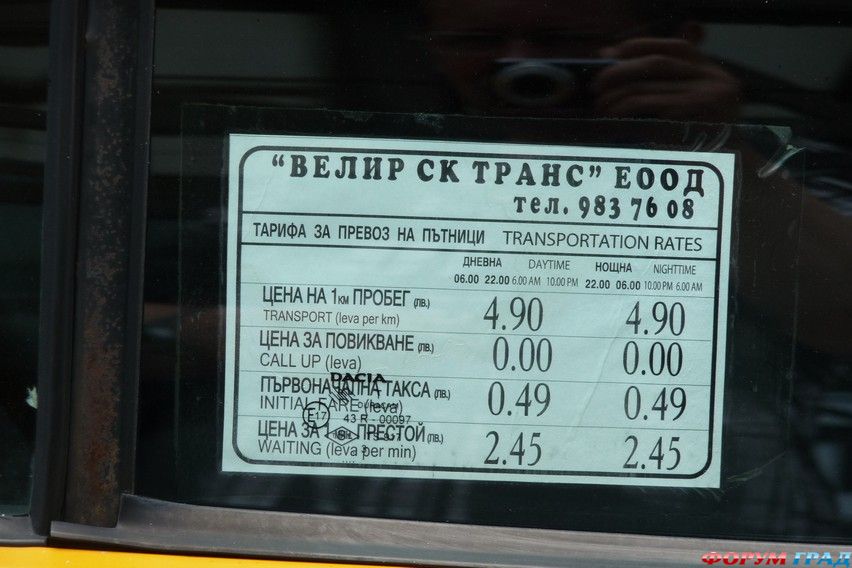 "ВЕЛИР СК ТРАНС" ЕООД
тел. 983 76 08
ТАРИФА ЗА ПРЕВОЗ НА ПЪТНИЦИ TRANSPORTATION RATES
ДНЕВНА DAYTIME НОЩНА NIGHTTIME
06.00 22.00 6.00 AM 10.00 PM 22.00 06.00 10.00 PM 6.00 AM
ЦЕНА НА 1км ПРОБЕГ (лв.) 4.90 4.90
TRANSPORT (leva per km)
ЦЕНА ЗА ПОВИКВАНЕ (лв.) 0.00 0.00
CALL UP (leva)
DACIA
ПЪРВОНАЧАЛНА ТАКСА (лв.) 0.49 0.49
INITIAL FARE (leva)
E17 43 R - 00097
ЦЕНА ЗА 1 ПРЕСТОЙ (лв.) 2.45 2.45
WAITING (leva per min)
ФОРУМ ГРАД